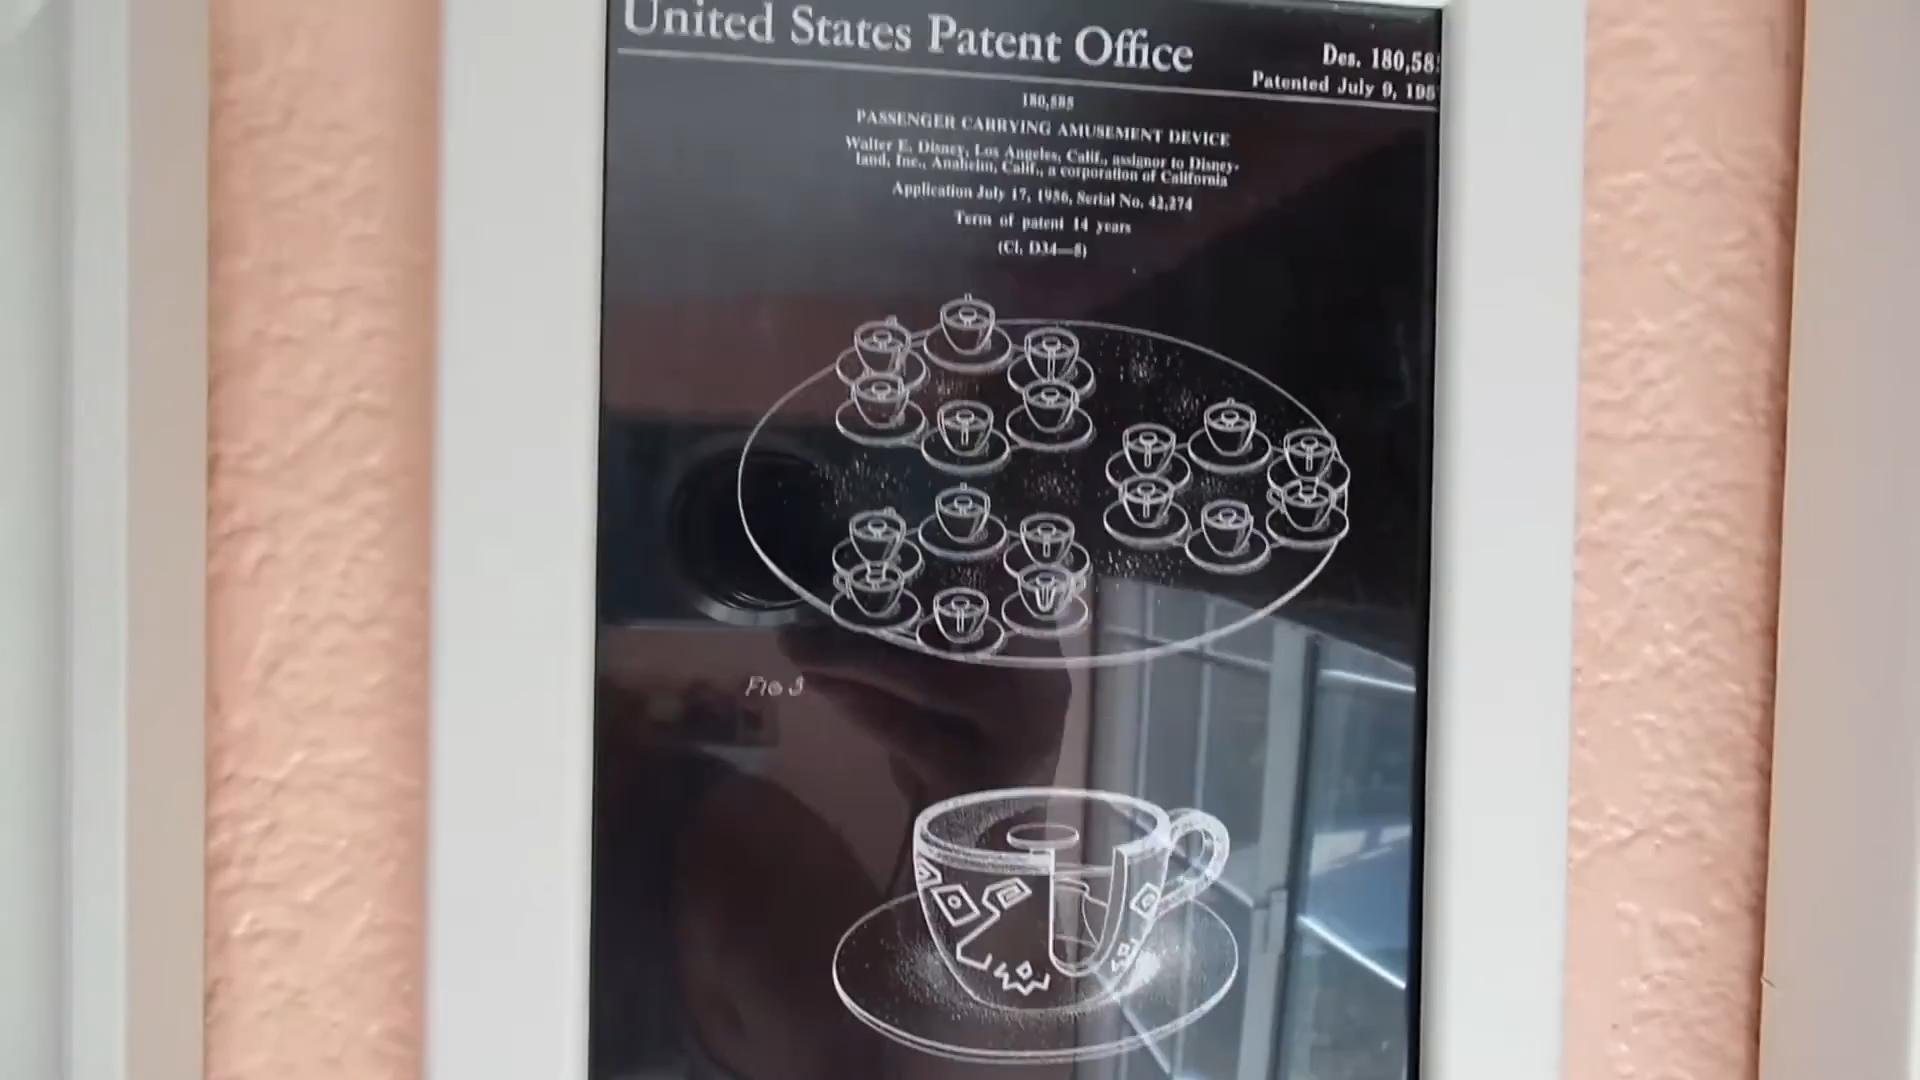 United States Patent Office
Des. 180,58
Patented July 9, 195
180,585
PASSENGER CARRYING AMUSEMENT DEVICE
Walter E. Disney, Los Angeles, Calif., assignor to Disney-
land, Inc., Anaheim, Calif., a corporation of California
Application July 17, 1956, Serial No. 42,274
Term of patent 14 years
(Cl. D34—5)
FIG 3